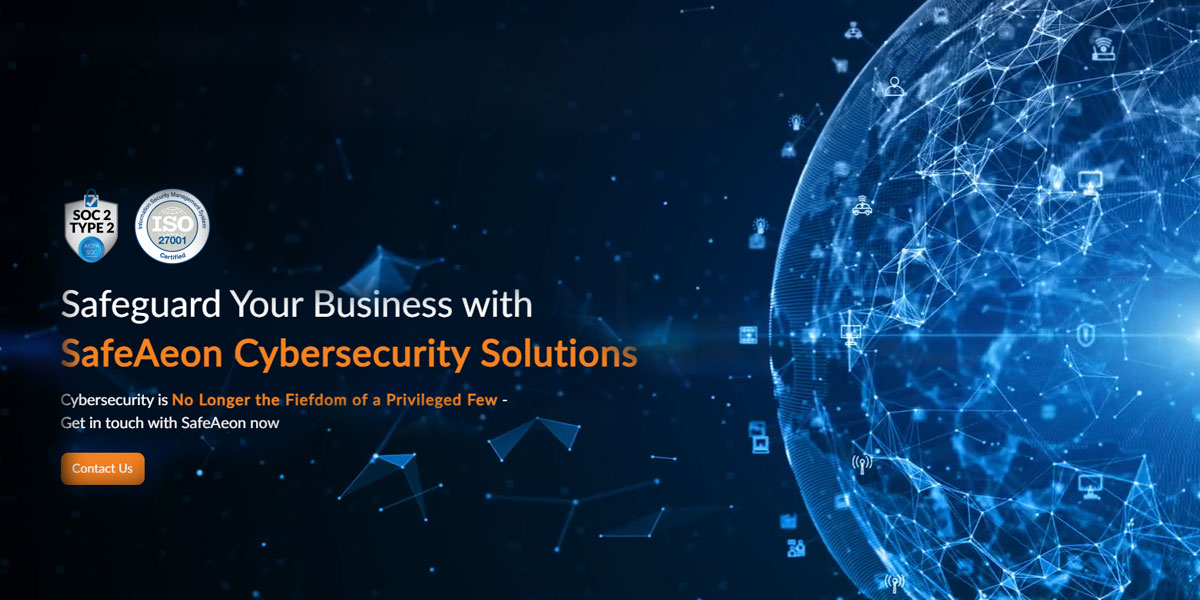 SOC 2
TYPE 2
AICPA
SOC
Information Security Management System
ISO
27001
Certified
Safeguard Your Business with
SafeAeon Cybersecurity Solutions
Cybersecurity is No Longer the Fiefdom of a Privileged Few -
Get in touch with SafeAeon now
Contact Us